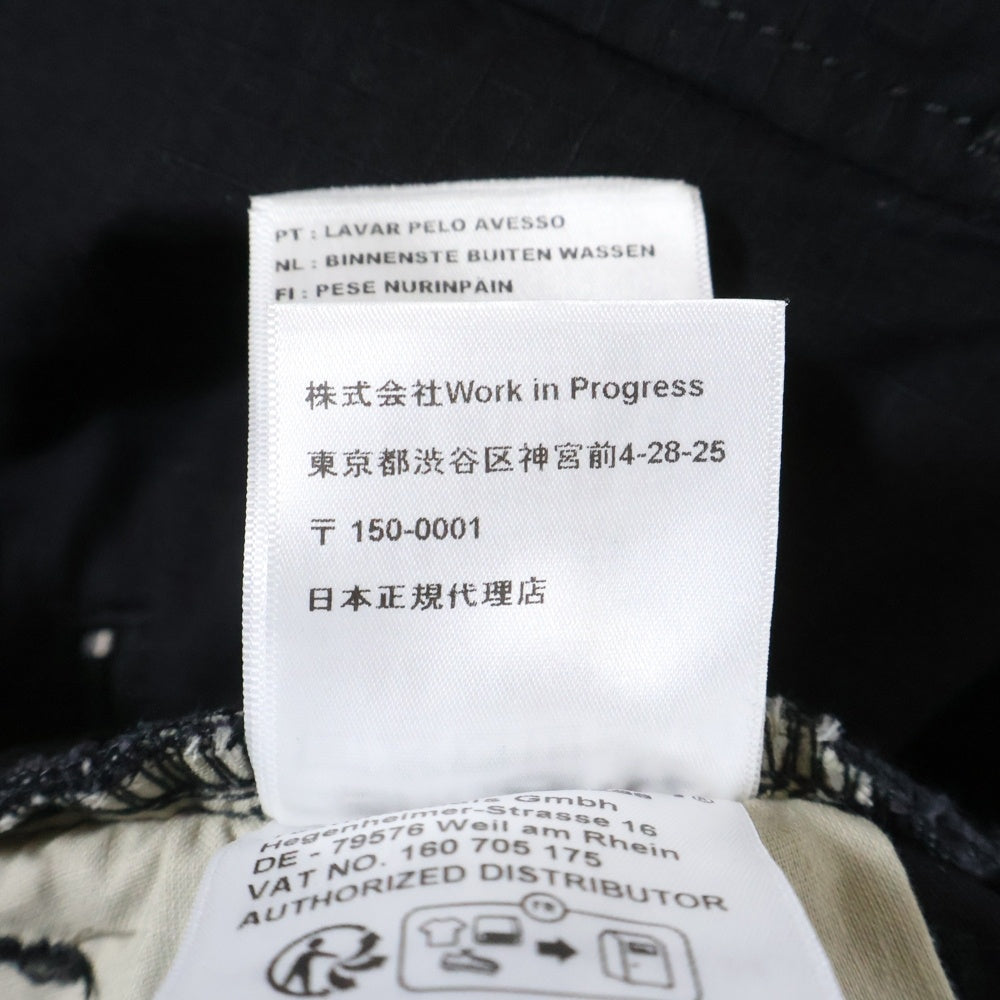 PT : LAVAR PELO AVESSO
NL : BINNENSTE BUITEN WASSEN
FI : PESE NURINPÄIN
株式会社Work in Progress
東京都渋谷区神宮前4-28-25
〒 150-0001
日本正規代理店
Gmbh
Hegenheimer-Strasse 16
DE - 79576 Weil am Rhein
VAT NO. 160 705 175
AUTHORIZED DISTRIBUTOR
FR